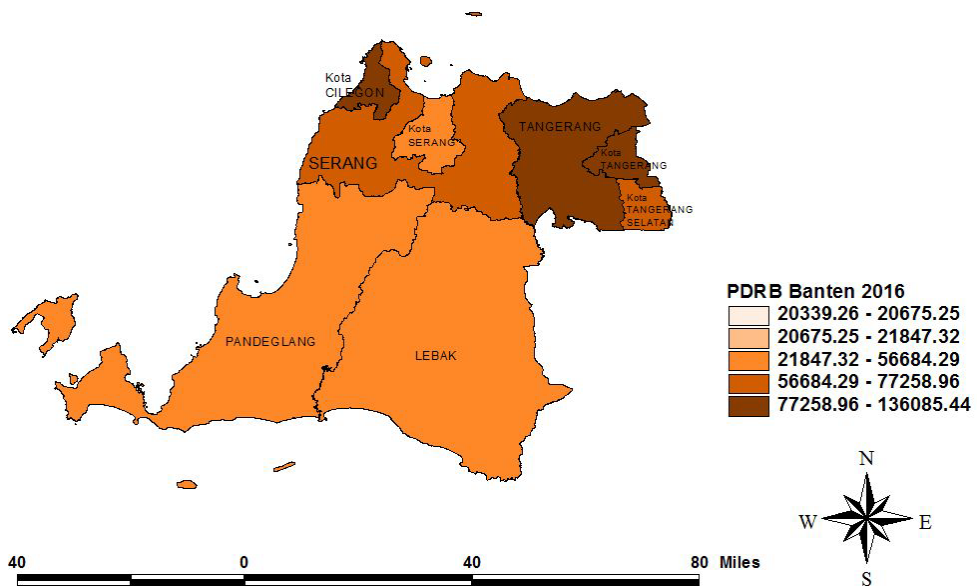 Kota
CILEGON
Kota
SERANG
TANGERANG
SERANG
Kota
TANGERANG
Kota
TANGERANG
SELATAN
PANDEGLANG
LEBAK
PDRB Banten 2016
20339.26 - 20675.25
20675.25 - 21847.32
21847.32 - 56684.29
56684.29 - 77258.96
77258.96 - 136085.44
N
W E
S
40 0 40 80 Miles